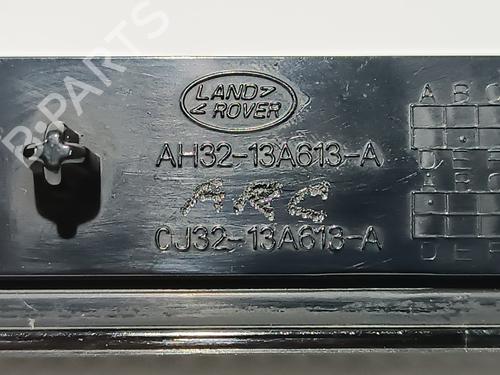 LAND
ROVER
AH32-13A613-A
ARC
CJ32-13A613-A
A B C
D E F
A B C
D E F
B-PARTS